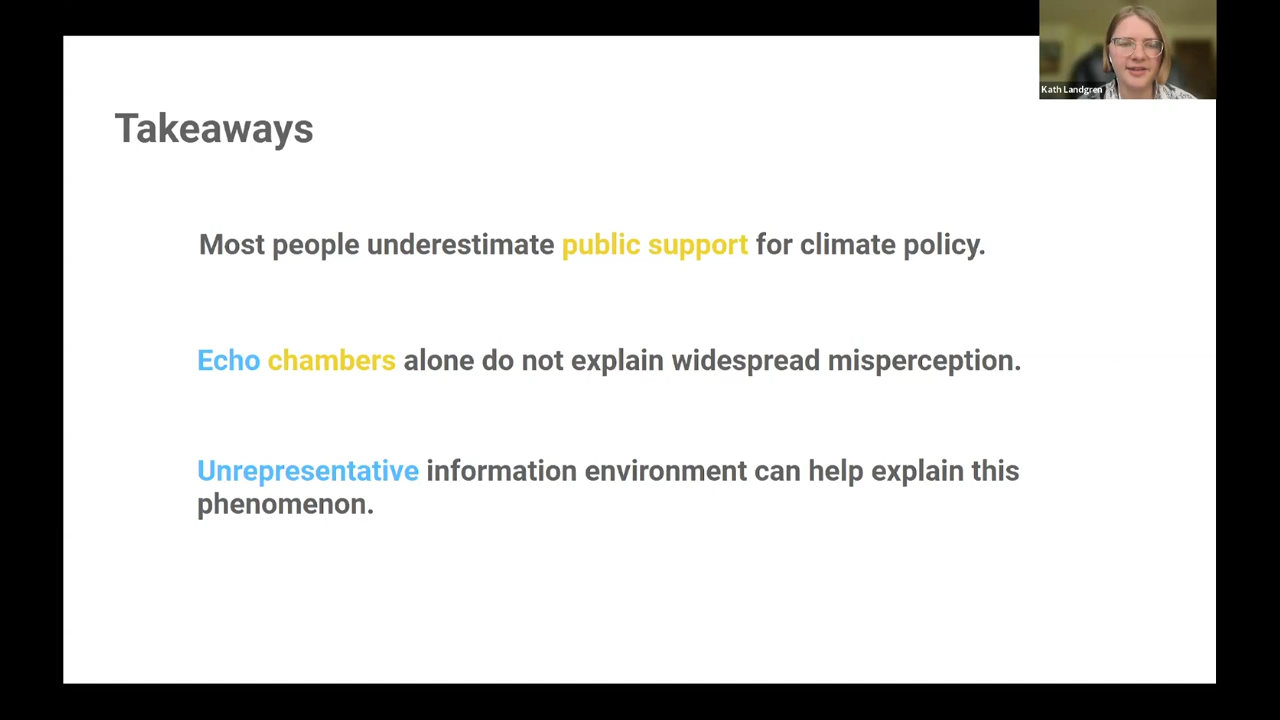 Kath Landgren
Takeaways
Most people underestimate public support for climate policy.
Echo chambers alone do not explain widespread misperception.
Unrepresentative information environment can help explain this
phenomenon.